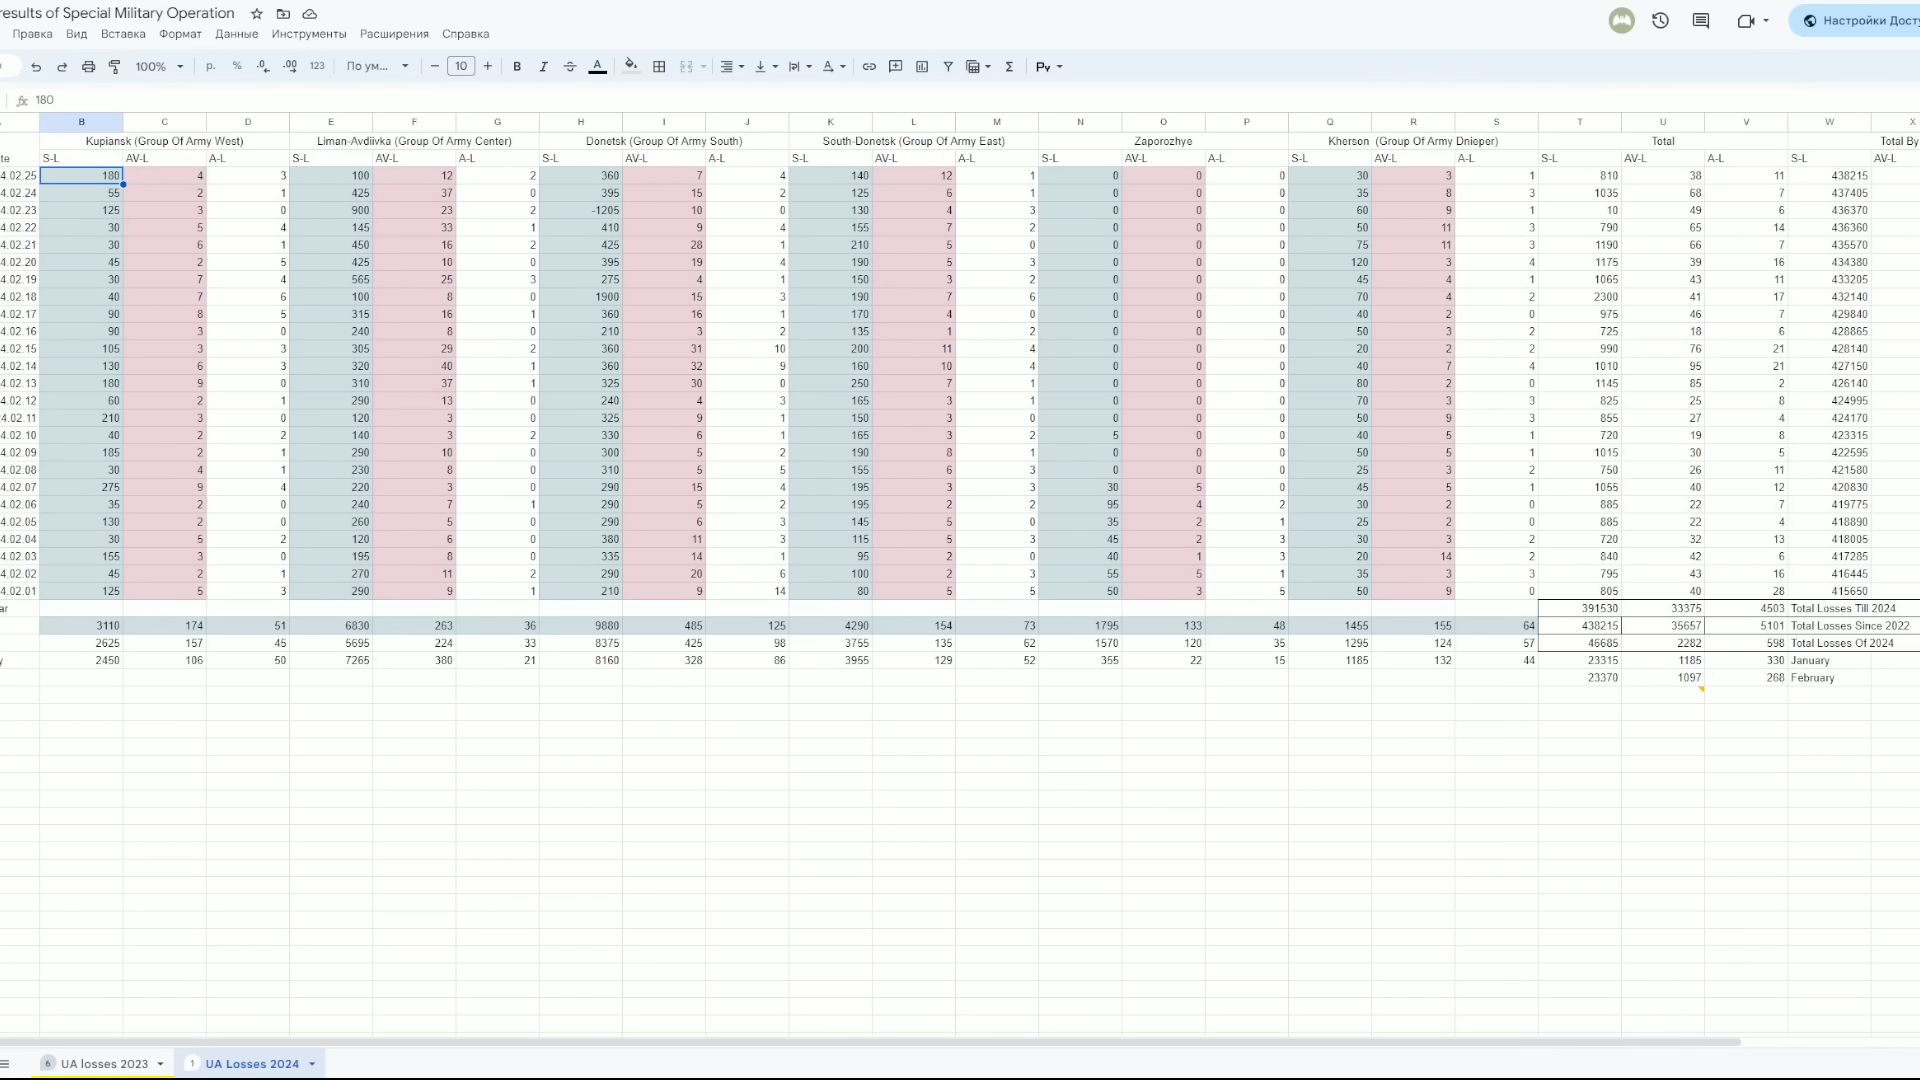 results of Special Military Operation
Правка Вид Вставка Формат Данные Инструменты Расширения Справка
Настройки Досту
100% р. % .0 .00 123 По ум... − 10 + B I A Σ Py
fx 180
B C D E F G H I J K L M N O P Q R S T U V W X
Kupiansk (Group Of Army West) Liman-Avdiivka (Group Of Army Center) Donetsk (Group Of Army South) South-Donetsk (Group Of Army East) Zaporozhye Kherson (Group Of Army Dnieper) Total Total By
te S-L AV-L A-L S-L AV-L A-L S-L AV-L A-L S-L AV-L A-L S-L AV-L A-L S-L AV-L A-L S-L AV-L A-L S-L AV-L
4.02.25 180 4 3 100 12 2 360 7 4 140 12 1 0 0 0 30 3 1 810 38 11 438215
4.02.24 55 2 1 425 37 0 395 15 2 125 6 1 0 0 0 35 8 3 1035 68 7 437405
4.02.23 125 3 0 900 23 2 -1205 10 0 130 4 3 0 0 0 60 9 1 10 49 6 436370
4.02.22 30 5 4 145 33 1 410 9 4 155 7 2 0 0 0 50 11 3 790 65 14 436360
4.02.21 30 6 1 450 16 2 425 28 1 210 5 0 0 0 0 75 11 3 1190 66 7 435570
4.02.20 45 2 5 425 10 0 395 19 4 190 5 3 0 0 0 120 3 4 1175 39 16 434380
4.02.19 30 7 4 565 25 3 275 4 1 150 3 2 0 0 0 45 4 1 1065 43 11 433205
4.02.18 40 7 6 100 8 0 1900 15 3 190 7 6 0 0 0 70 4 2 2300 41 17 432140
4.02.17 90 8 5 315 16 1 360 16 1 170 4 0 0 0 0 40 2 0 975 46 7 429840
4.02.16 90 3 0 240 8 0 210 3 2 135 1 2 0 0 0 50 3 2 725 18 6 428865
4.02.15 105 3 3 305 29 2 360 31 10 200 11 4 0 0 0 20 2 2 990 76 21 428140
4.02.14 130 6 3 320 40 1 360 32 9 160 10 4 0 0 0 40 7 4 1010 95 21 427150
4.02.13 180 9 0 310 37 1 325 30 0 250 7 1 0 0 0 80 2 0 1145 85 2 426140
4.02.12 60 2 1 290 13 0 240 4 3 165 3 1 0 0 0 70 3 3 825 25 8 424995
4.02.11 210 3 0 120 3 0 325 9 1 150 3 0 0 0 0 50 9 3 855 27 4 424170
4.02.10 40 2 2 140 3 2 330 6 1 165 3 2 5 0 0 40 5 1 720 19 8 423315
4.02.09 185 2 1 290 10 0 300 5 2 190 8 1 0 0 0 50 5 1 1015 30 5 422595
4.02.08 30 4 1 230 8 0 310 5 5 155 6 3 0 0 0 25 3 2 750 26 11 421580
4.02.07 275 9 4 220 3 0 290 15 4 195 3 3 30 5 0 45 5 1 1055 40 12 420830
4.02.06 35 2 0 240 7 1 290 5 2 195 2 2 95 4 2 30 2 0 885 22 7 419775
4.02.05 130 2 0 260 5 0 290 6 3 145 5 0 35 2 1 25 2 0 885 22 4 418890
4.02.04 30 5 2 120 6 0 380 11 3 115 5 3 45 2 3 30 3 2 720 32 13 418005
4.02.03 155 3 0 195 8 0 335 14 1 95 2 0 40 1 3 20 14 2 840 42 6 417285
4.02.02 45 2 1 270 11 2 290 20 6 100 2 3 55 5 1 35 3 3 795 43 16 416445
4.02.01 125 5 3 290 9 1 210 9 14 80 5 5 50 3 5 50 9 0 805 40 28 415650
ar 391530 33375 4503 Total Losses Till 2024
3110 174 51 6830 263 36 9880 485 125 4290 154 73 1795 133 48 1455 155 64 438215 35657 5101 Total Losses Since 2022
2625 157 45 5695 224 33 8375 425 98 3755 135 62 1570 120 35 1295 124 57 46685 2282 598 Total Losses Of 2024
y 2450 106 50 7265 380 21 8160 328 86 3955 129 52 355 22 15 1185 132 44 23315 1185 330 January
23370 1097 268 February
6 UA losses 2023 1 UA Losses 2024